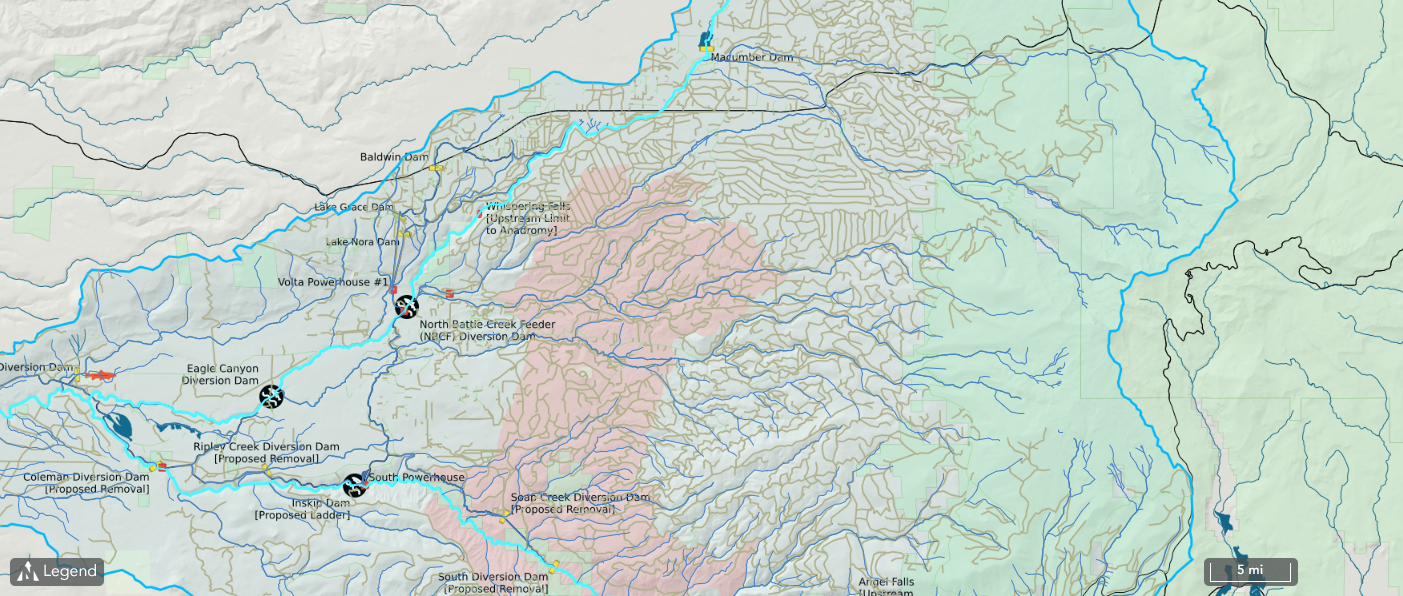 Macumber Dam
Baldwin Dam
Lake Grace Dam
Whispering Falls
[Upstream Limit
to Anadromy]
Lake Nora Dam
Volta Powerhouse #1
North Battle Creek Feeder
(NBCF) Diversion Dam
Diversion Dam
Eagle Canyon
Diversion Dam
Ripley Creek Diversion Dam
[Proposed Removal]
Coleman Diversion Dam
[Proposed Removal]
South Powerhouse
Inskip Dam
[Proposed Ladder]
Soap Creek Diversion Dam
[Proposed Removal]
South Diversion Dam
[Proposed Removal]
Angel Falls
[Upstream
Legend
5 mi